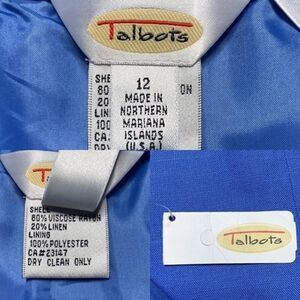 Talbots
SHE
80
20
LINI
100
CA
DRY
ON
12
MADE IN
NORTHERN
MARIANA
ISLANDS
(U.S.A.)
T
SHELL
80% VISCOSE RAYON
20% LINEN
LINING
100% POLYESTER
CA#23147
DRY CLEAN ONLY
Talbots